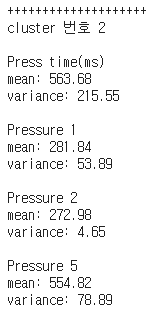 ++++++++++++++++++++
cluster 번호 2
Press time(ms)
mean: 563.68
variance: 215.55
Pressure 1
mean: 281.84
variance: 53.89
Pressure 2
mean: 272.98
variance: 4.65
Pressure 5
mean: 554.82
variance: 78.89